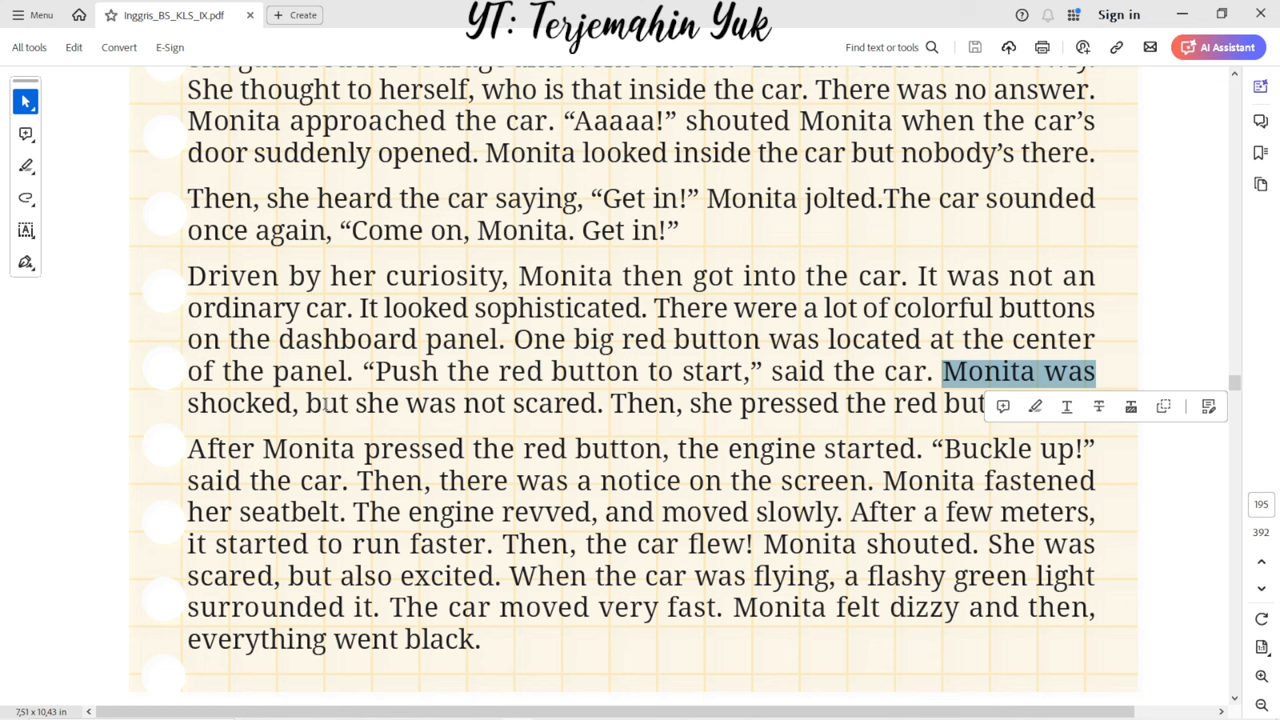 Menu
Inggris_BS_KLS_IX.pdf
Create
YT: Terjemahin Yuk
Sign in
All tools
Edit
Convert
E-Sign
Find text or tools
AI Assistant
She thought to herself, who is that inside the car. There was no answer.
Monita approached the car. “Aaaaa!” shouted Monita when the car’s
door suddenly opened. Monita looked inside the car but nobody’s there.
Then, she heard the car saying, “Get in!” Monita jolted.The car sounded
once again, “Come on, Monita. Get in!”
Driven by her curiosity, Monita then got into the car. It was not an
ordinary car. It looked sophisticated. There were a lot of colorful buttons
on the dashboard panel. One big red button was located at the center
of the panel. “Push the red button to start,” said the car. Monita was
shocked, but she was not scared. Then, she pressed the red but
After Monita pressed the red button, the engine started. “Buckle up!”
said the car. Then, there was a notice on the screen. Monita fastened
her seatbelt. The engine revved, and moved slowly. After a few meters,
it started to run faster. Then, the car flew! Monita shouted. She was
scared, but also excited. When the car was flying, a flashy green light
surrounded it. The car moved very fast. Monita felt dizzy and then,
everything went black.
195
392
7,51 x 10,43 in